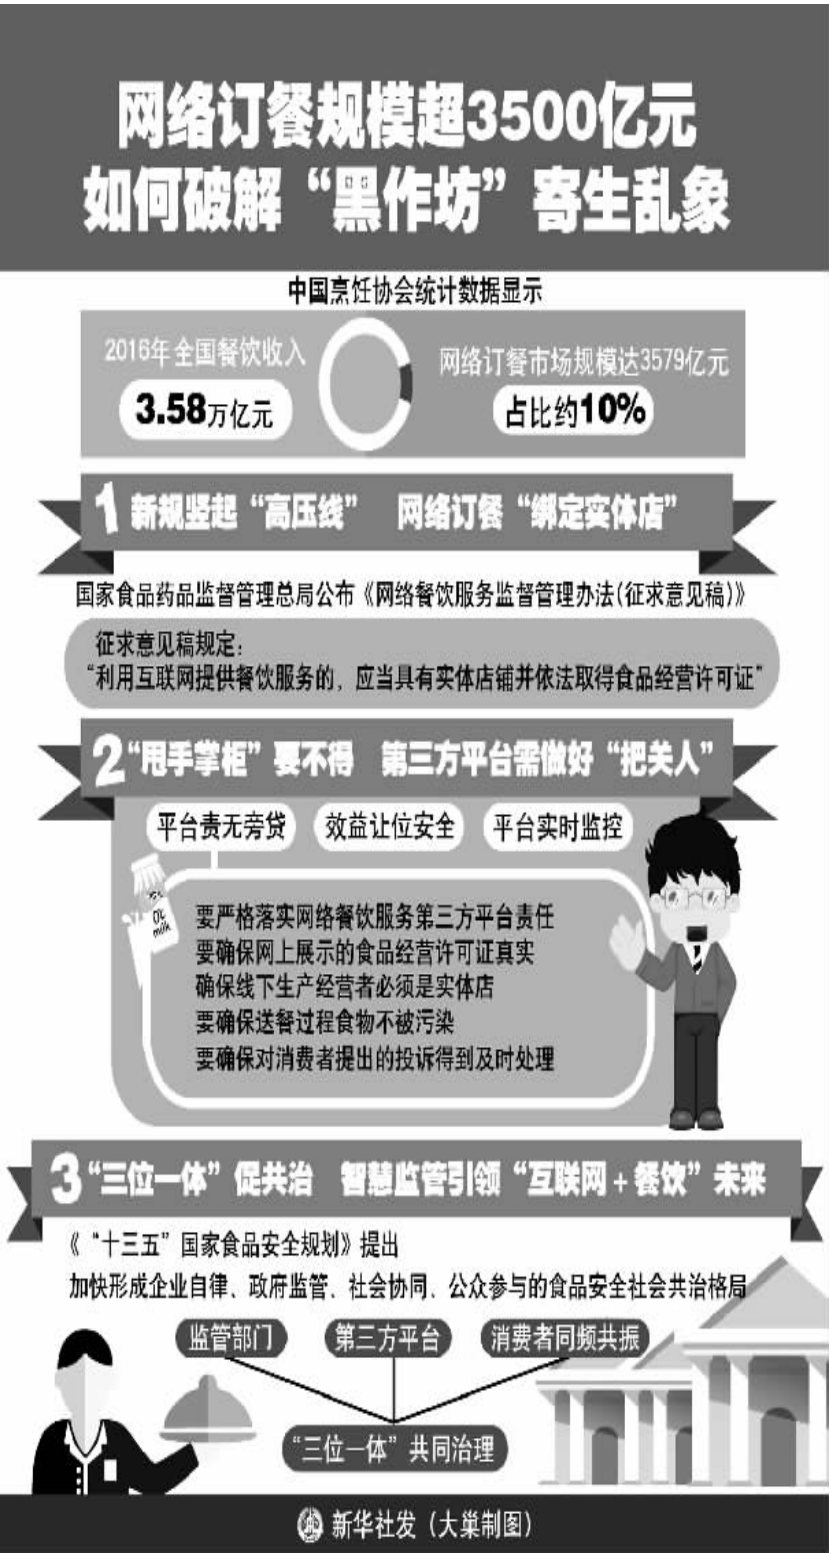 网络订餐规模超3500亿元
如何破解“黑作坊”寄生乱象
中国烹饪协会统计数据显示
2016年全国餐饮收入
3.58万亿元
网络订餐市场规模达3579亿元
占比约10%
1 新规竖起“高压线” 网络订餐“绑定实体店”
国家食品药品监督管理总局公布《网络餐饮服务监督管理办法(征求意见稿)》
征求意见稿规定：
“利用互联网提供餐饮服务的，应当具有实体店铺并依法取得食品经营许可证”
2 “甩手掌柜”要不得 第三方平台需做好“把关人”
平台责无旁贷 效益让位安全 平台实时监控
0℃
milk
要严格落实网络餐饮服务第三方平台责任
要确保网上展示的食品经营许可证真实
确保线下生产经营者必须是实体店
要确保送餐过程食物不被污染
要确保对消费者提出的投诉得到及时处理
3 “三位一体”促共治 智慧监管引领“互联网+餐饮”未来
《“十三五”国家食品安全规划》提出
加快形成企业自律、政府监管、社会协同、公众参与的食品安全社会共治格局
监管部门 第三方平台 消费者同频共振
“三位一体”共同治理
新华社发（大巢制图）